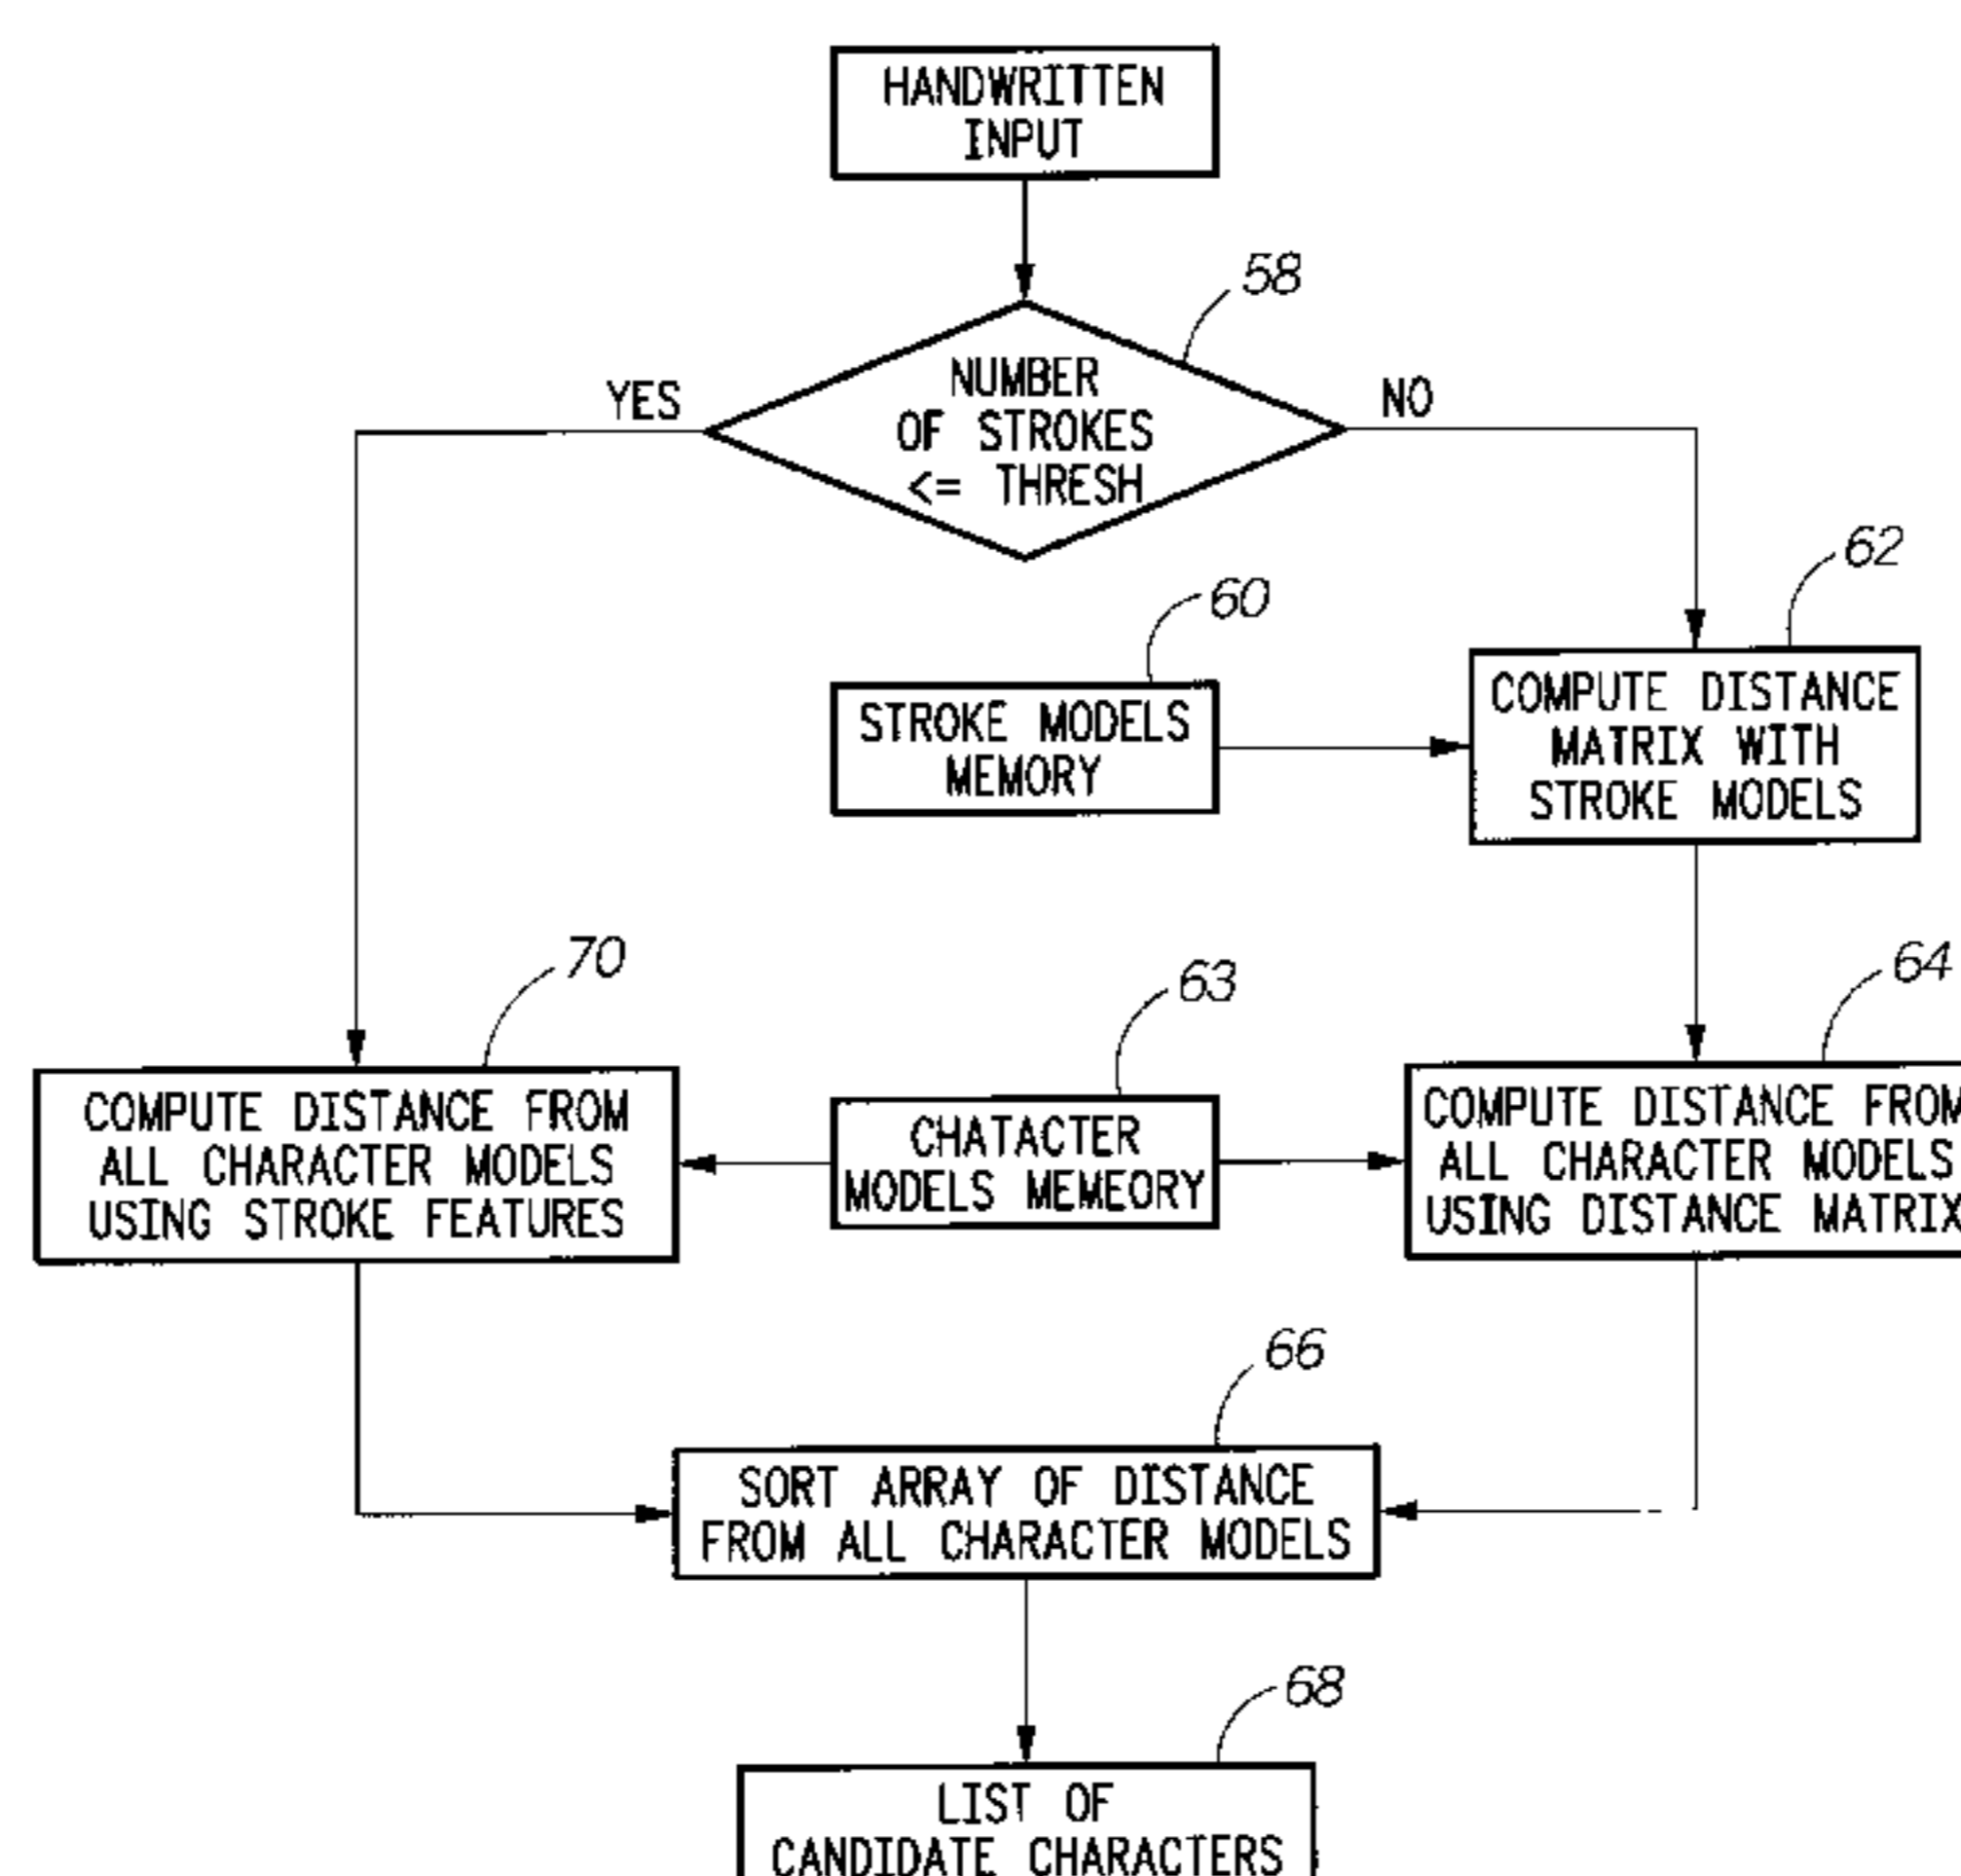 HANDWRITTEN
INPUT
58
NUMBER
OF STROKES
<= THRESH
YES
NO
62
60
STROKE MODELS
MEMORY
COMPUTE DISTANCE
MATRIX WITH
STROKE MODELS
70
63
64
COMPUTE DISTANCE FROM
ALL CHARACTER MODELS
USING STROKE FEATURES
CHATACTER
MODELS MEMEORY
COMPUTE DISTANCE FROM
ALL CHARACTER MODELS
USING DISTANCE MATRIX
66
SORT ARRAY OF DISTANCE
FROM ALL CHARACTER MODELS
68
LIST OF
CANDIDATE CHARACTERS